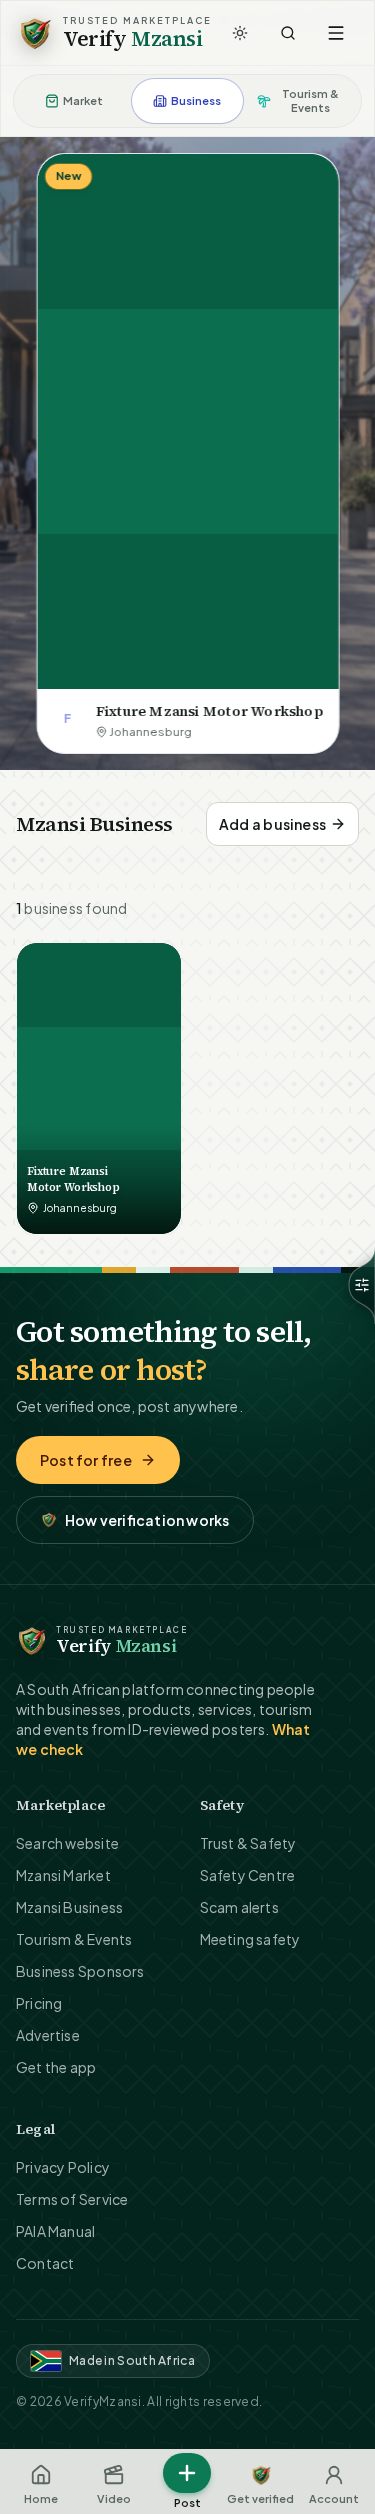 TRUSTED MARKETPLACE
Verify Mzansi
Market
Business
Tourism &
Events
New
F
Fixture Mzansi Motor Workshop
Johannesburg
Mzansi Business
Add a business
1 business found
Fixture Mzansi
Motor Workshop
Johannesburg
Got something to sell,
share or host?
Get verified once, post anywhere.
Post for free
How verification works
TRUSTED MARKETPLACE
Verify Mzansi
A South African platform connecting people
with businesses, products, services, tourism
and events from ID-reviewed posters. What
we check
Marketplace
Search website
Mzansi Market
Mzansi Business
Tourism & Events
Business Sponsors
Pricing
Advertise
Get the app
Safety
Trust & Safety
Safety Centre
Scam alerts
Meeting safety
Legal
Privacy Policy
Terms of Service
PAIA Manual
Contact
Made in South Africa
© 2026 VerifyMzansi. All rights reserved.
Home
Video
Post
Get verified
Account